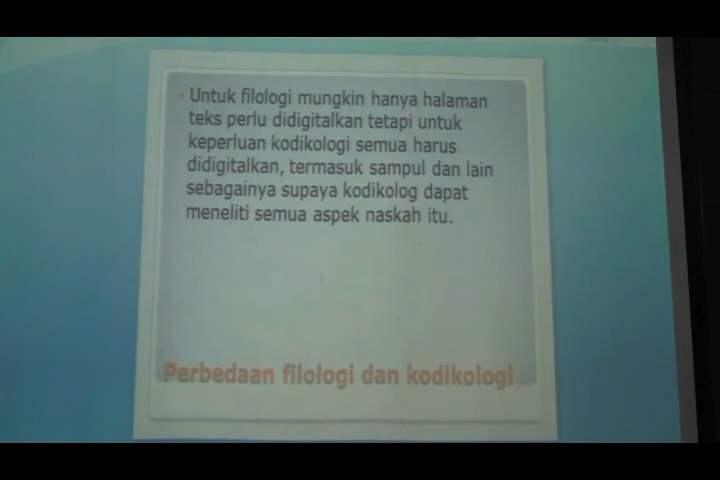 Untuk filologi mungkin hanya halaman
teks perlu didigitalkan tetapi untuk
keperluan kodikologi semua harus
didigitalkan, termasuk sampul dan lain
sebagainya supaya kodikolog dapat
meneliti semua aspek naskah itu.
Perbedaan filologi dan kodikologi